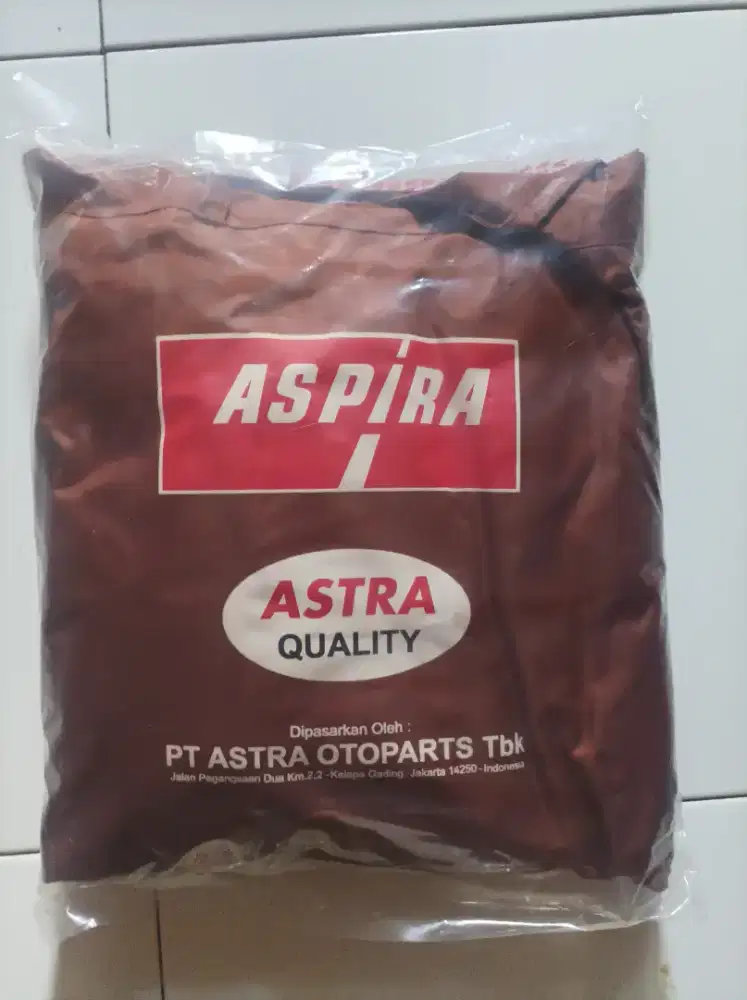 ASPIRA
ASTRA
QUALITY
Dipasarkan Oleh :
PT ASTRA OTOPARTS Tbk
Jalan Pegangsaan Dua Km.2,2 - Kelapa Gading, Jakarta 14250 - Indonesia